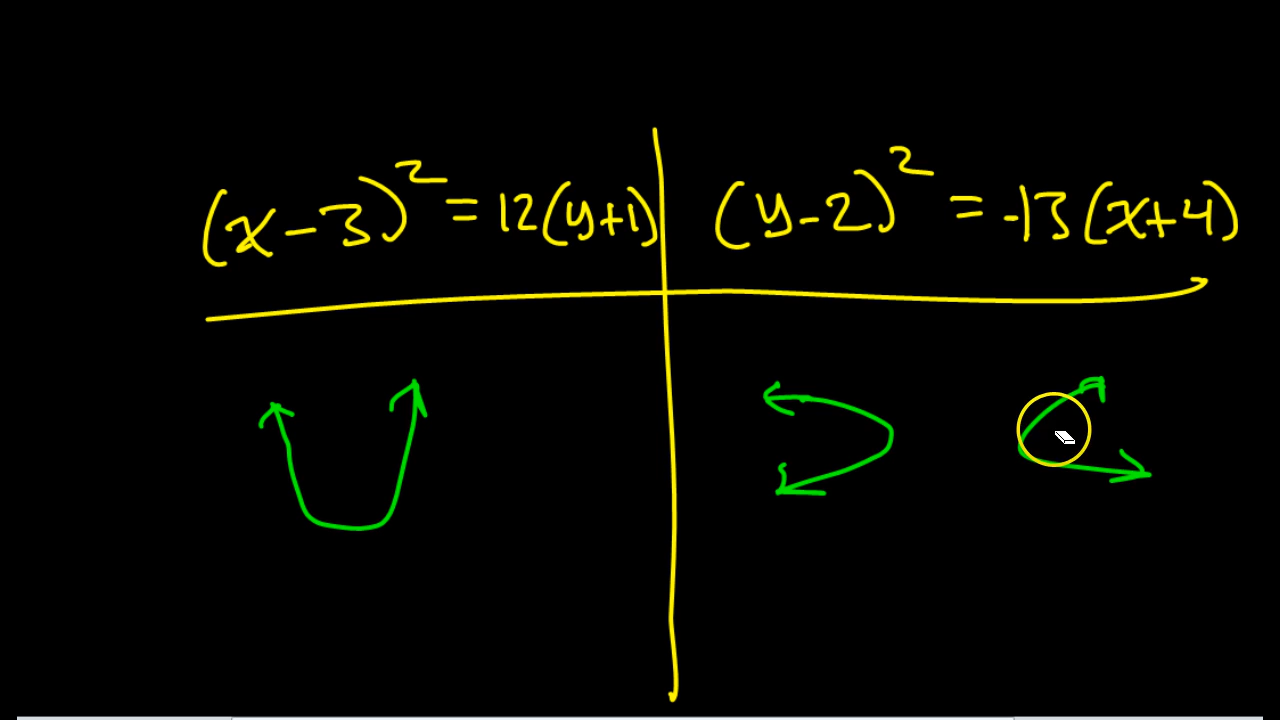 (x-3)² = 12(y+1)
(y-2)² = -13(x+4)